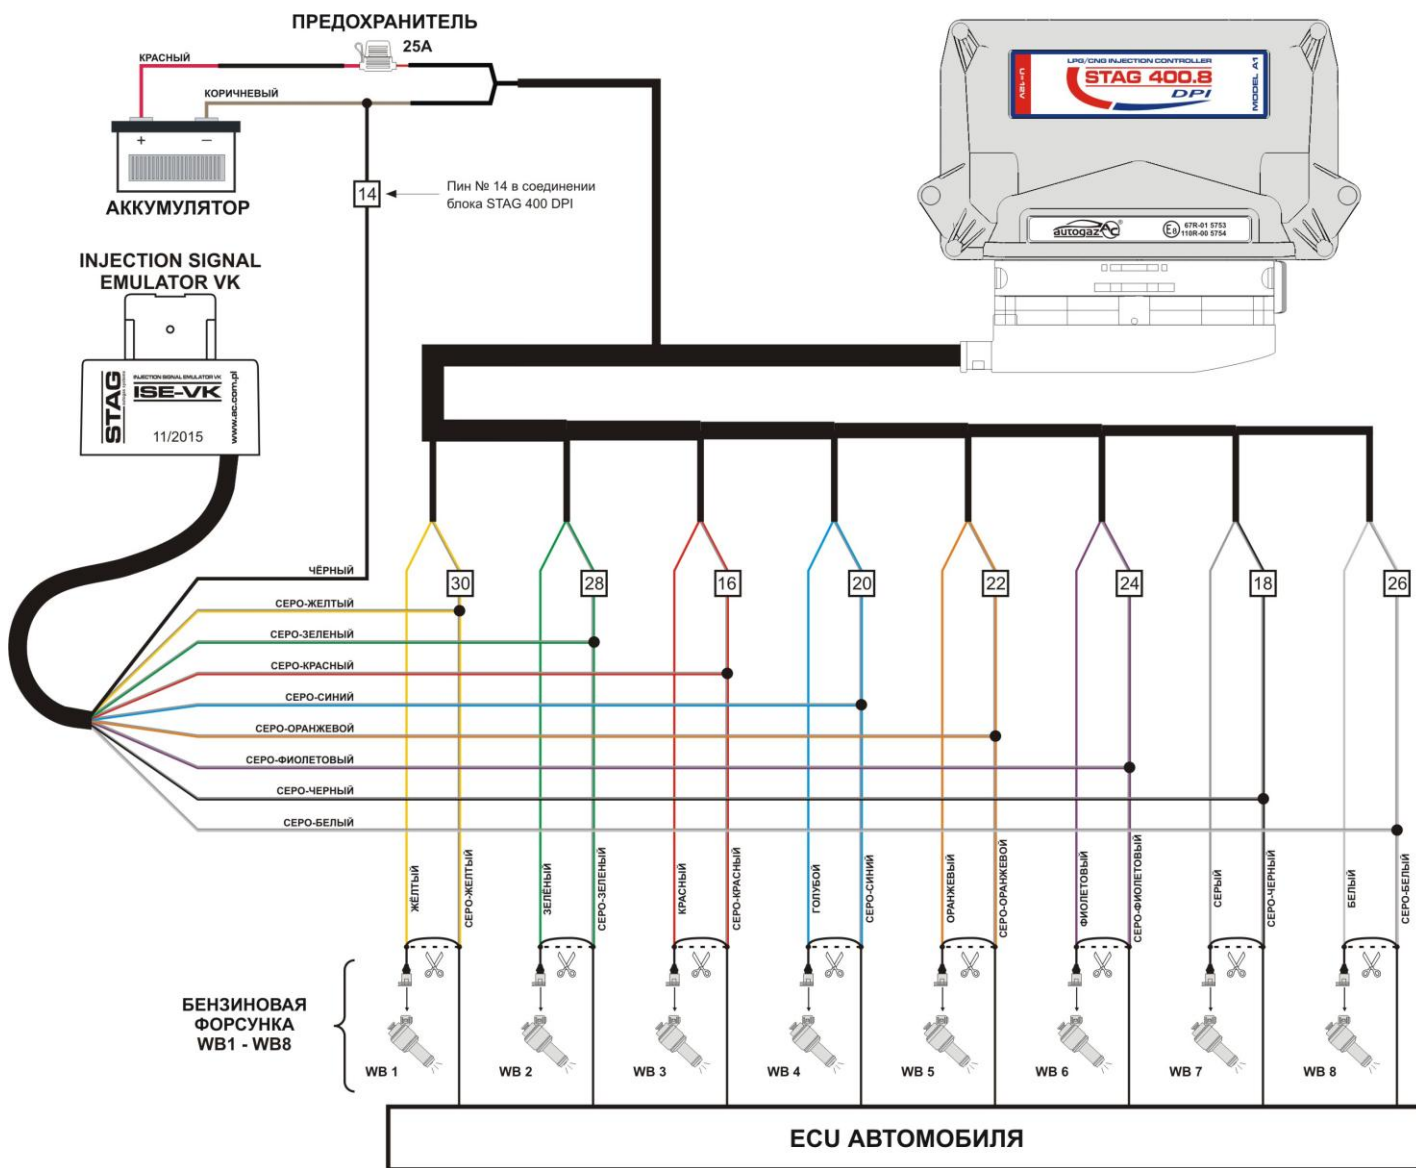 ПРЕДОХРАНИТЕЛЬ
25A
КРАСНЫЙ
КОРИЧНЕВЫЙ
+
−
АККУМУЛЯТОР
14
Пин № 14 в соединении
блока STAG 400 DPI
LPG/CNG INJECTION CONTROLLER
STAG 400.8
DPI
U=12V
MODEL A1
autogaz AC ®
E8
67R-01 5753
110R-00 5754
INJECTION SIGNAL
EMULATOR VK
STAG
INJECTION SIGNAL EMULATOR VK
ISE-VK
11/2015
www.ac.com.pl
ЧЁРНЫЙ
СЕРО-ЖЕЛТЫЙ
СЕРО-ЗЕЛЕНЫЙ
СЕРО-КРАСНЫЙ
СЕРО-СИНИЙ
СЕРО-ОРАНЖЕВОЙ
СЕРО-ФИОЛЕТОВЫЙ
СЕРО-ЧЕРНЫЙ
СЕРО-БЕЛЫЙ
30
28
16
20
22
24
18
26
ЖЁЛТЫЙ
СЕРО-ЖЕЛТЫЙ
ЗЕЛЁНЫЙ
СЕРО-ЗЕЛЕНЫЙ
КРАСНЫЙ
СЕРО-КРАСНЫЙ
ГОЛУБОЙ
СЕРО-СИНИЙ
ОРАНЖЕВЫЙ
СЕРО-ОРАНЖЕВОЙ
ФИОЛЕТОВЫЙ
СЕРО-ФИОЛЕТОВЫЙ
СЕРЫЙ
СЕРО-ЧЕРНЫЙ
БЕЛЫЙ
СЕРО-БЕЛЫЙ
БЕНЗИНОВАЯ
ФОРСУНКА
WB1 - WB8
WB 1
WB 2
WB 3
WB 4
WB 5
WB 6
WB 7
WB 8
ECU АВТОМОБИЛЯ